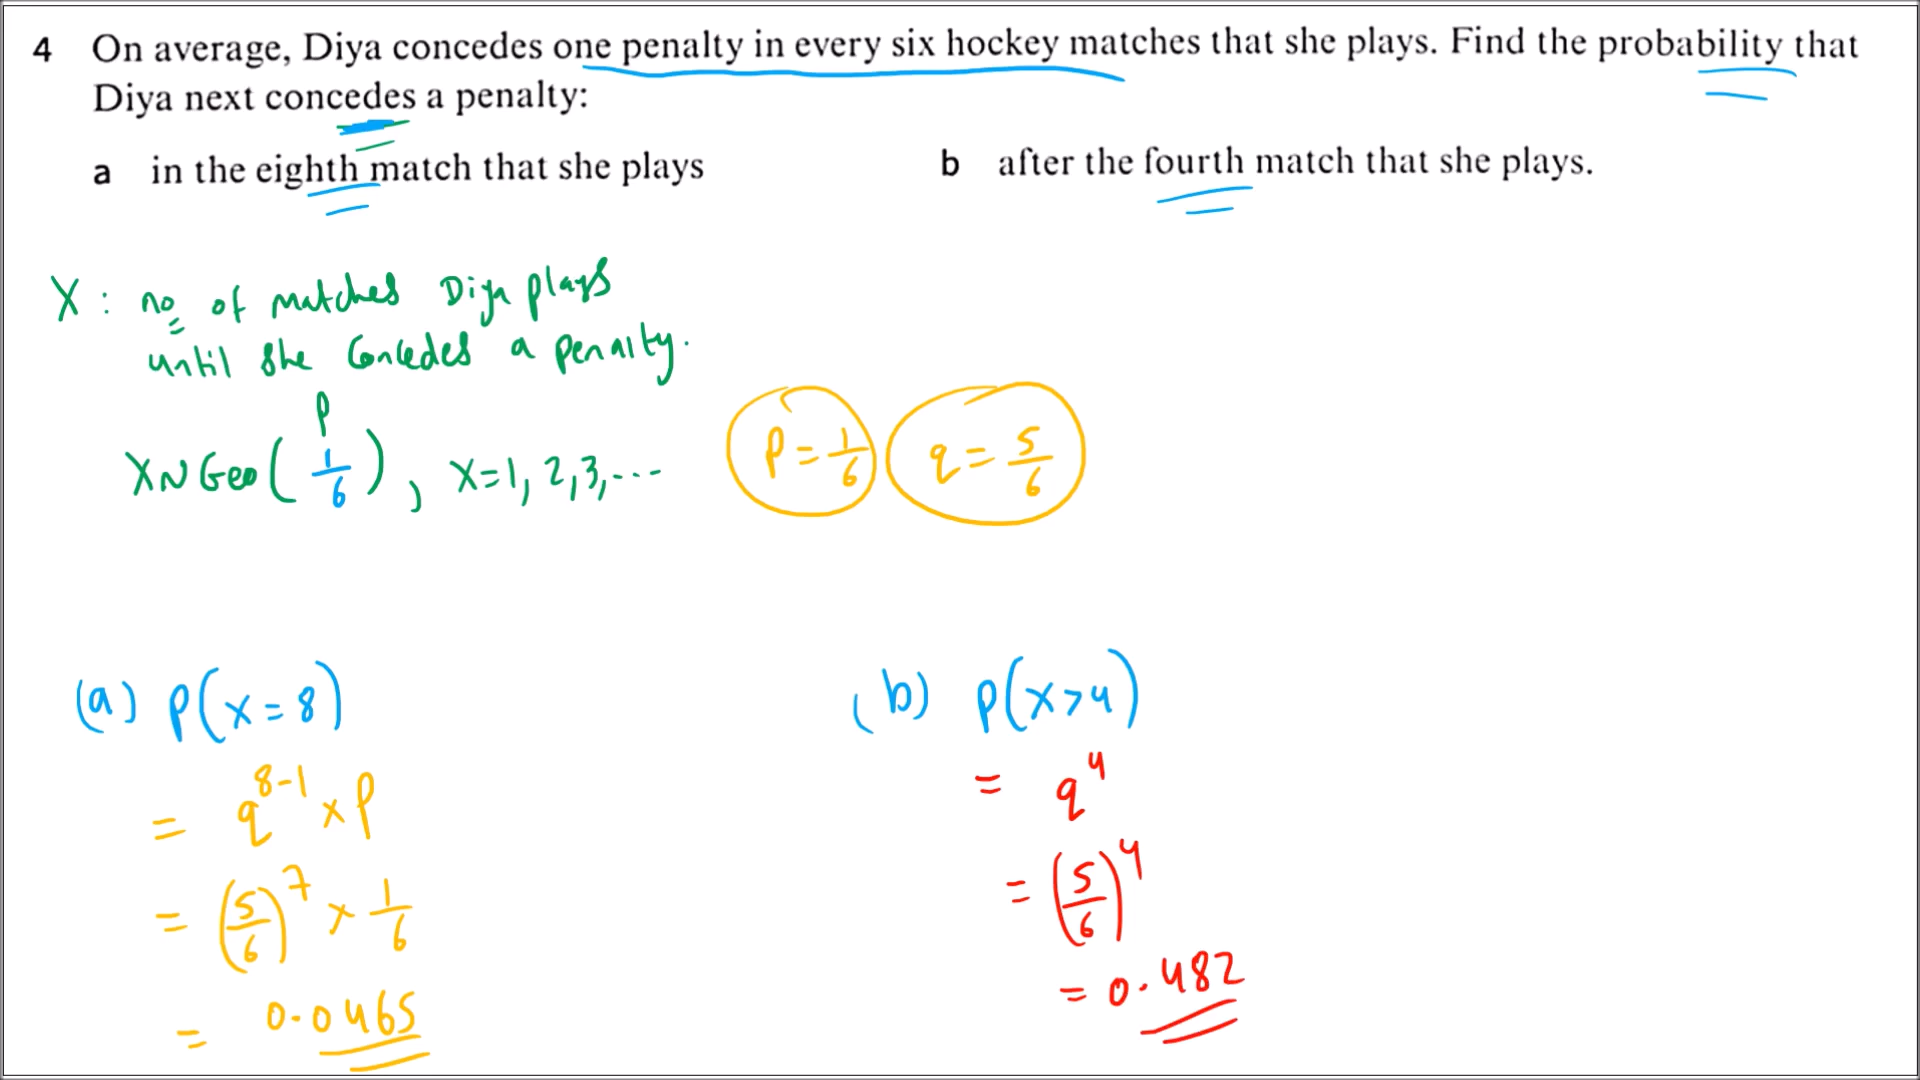 4 On average, Diya concedes one penalty in every six hockey matches that she plays. Find the probability that
Diya next concedes a penalty:
a in the eighth match that she plays
b after the fourth match that she plays.
X : no of matches Diya plays
until she concedes a penalty.
P
X~Geo(1/6), X=1, 2,3,...
P = 1/6
q = 5/6
(a) P(X=8)
= q^(8-1) × P
= (5/6)^7 × 1/6
= 0.0465
(b) P(X>4)
= q^4
= (5/6)^4
= 0.482